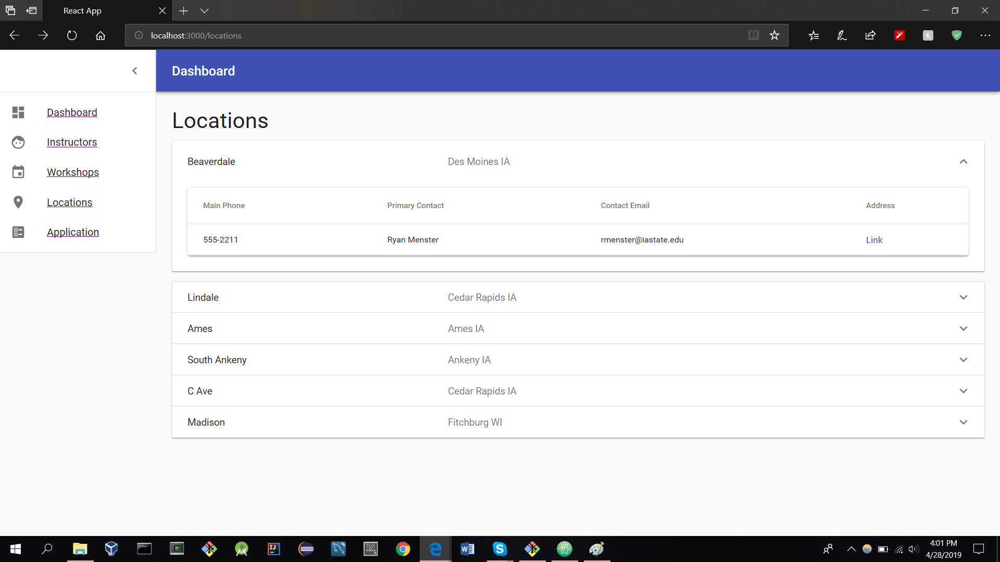 React App
localhost:3000/locations
Dashboard
Dashboard
Instructors
Workshops
Locations
Application
Locations
Beaverdale Des Moines IA
Main Phone Primary Contact Contact Email Address
555-2211 Ryan Menster rmenster@iastate.edu Link
Lindale Cedar Rapids IA
Ames Ames IA
South Ankeny Ankeny IA
C Ave Cedar Rapids IA
Madison Fitchburg WI
4:01 PM
4/28/2019